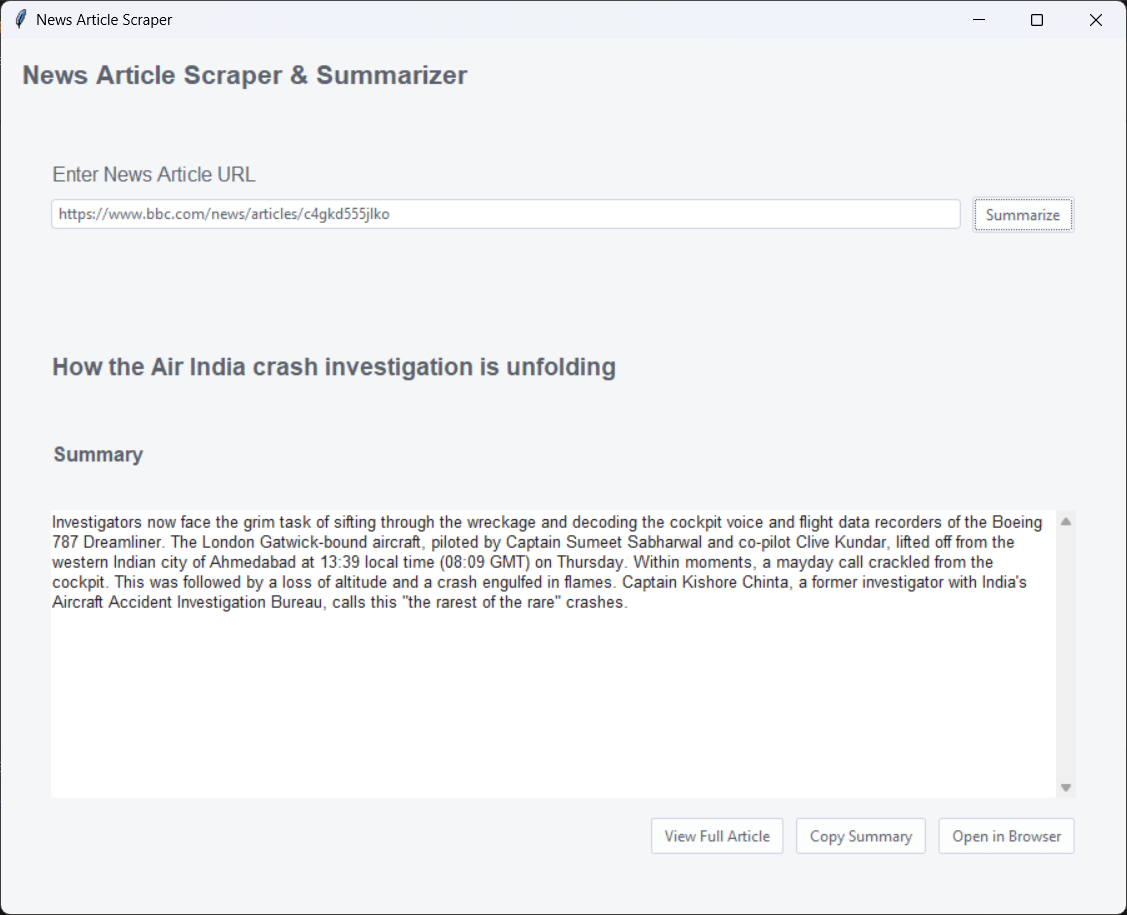 News Article Scraper
News Article Scraper & Summarizer
Enter News Article URL
https://www.bbc.com/news/articles/c4gkd555jlko
Summarize
How the Air India crash investigation is unfolding
Summary
Investigators now face the grim task of sifting through the wreckage and decoding the cockpit voice and flight data recorders of the Boeing
787 Dreamliner. The London Gatwick-bound aircraft, piloted by Captain Sumeet Sabharwal and co-pilot Clive Kundar, lifted off from the
western Indian city of Ahmedabad at 13:39 local time (08:09 GMT) on Thursday. Within moments, a mayday call crackled from the
cockpit. This was followed by a loss of altitude and a crash engulfed in flames. Captain Kishore Chinta, a former investigator with India's
Aircraft Accident Investigation Bureau, calls this "the rarest of the rare" crashes.
View Full Article
Copy Summary
Open in Browser